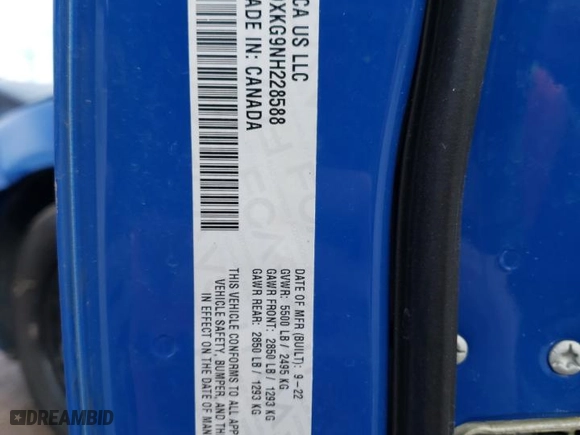 CA US LLC
DXKG9NH228588
ADE IN: CANADA
DATE OF MFR (BUILT): 9-22
GVWR: 5500 LB / 2495 KG
GAWR FRONT: 2850 LB / 1293 KG
GAWR REAR: 2850 LB / 1293 KG
THIS VEHICLE CONFORMS TO ALL APP
VEHICLE SAFETY, BUMPER, AND TH
IN EFFECT ON THE DATE OF MAN
DREAMBID